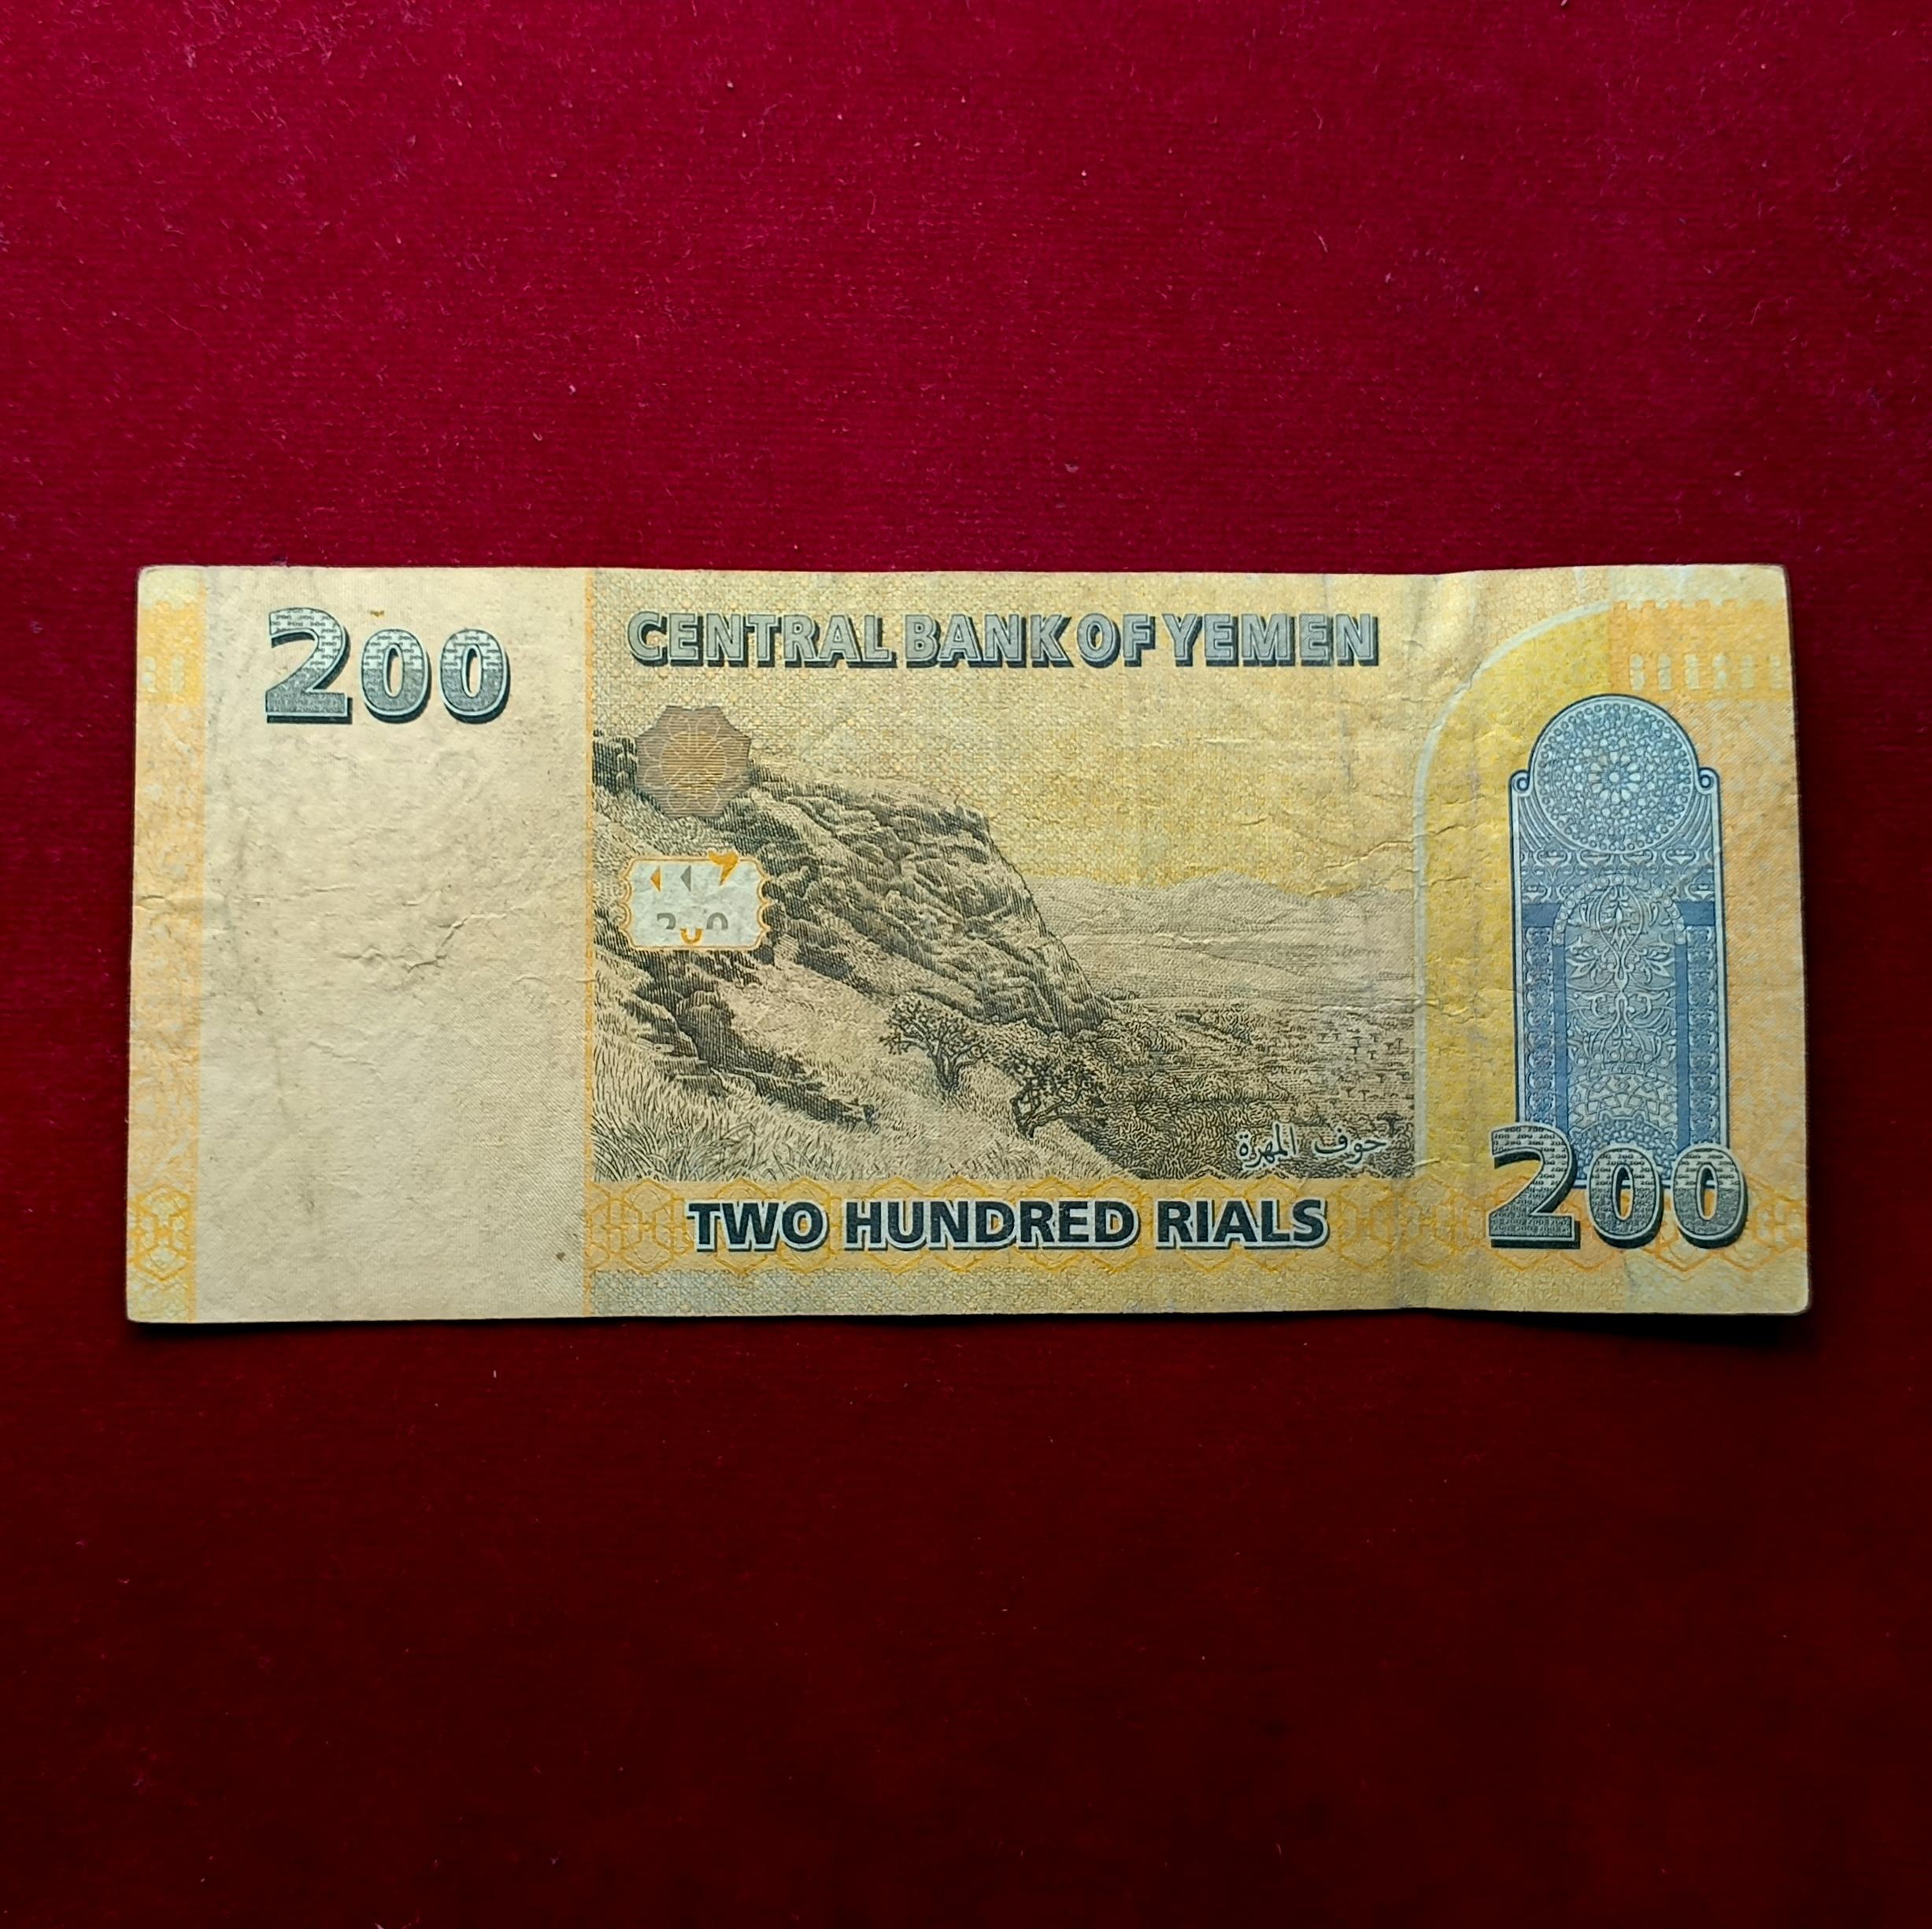 200
CENTRAL BANK OF YEMEN
حوف المهرة
TWO HUNDRED RIALS
200